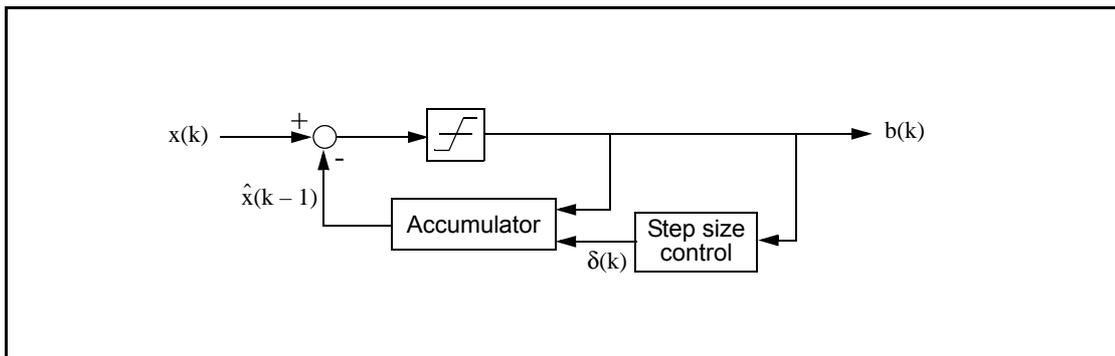 x(k)
+
-
b(k)
x̂(k – 1)
Accumulator
Step size
control
δ(k)